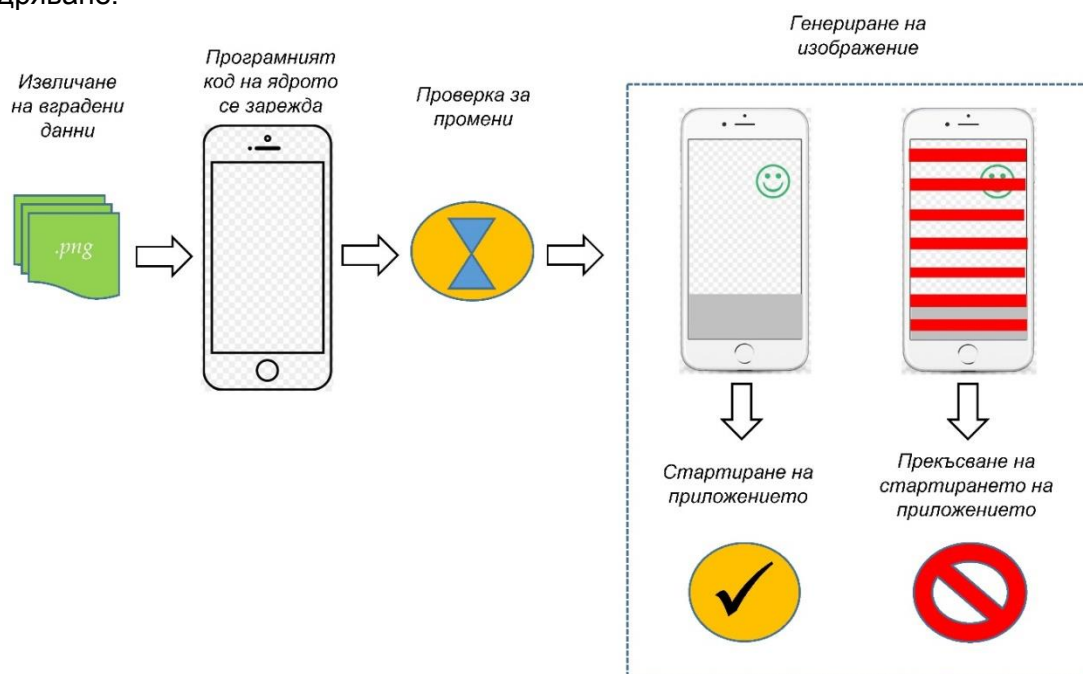 Генериране на
изображение
Програмният
код на ядрото
се зарежда
Извличане
на вградени
данни
Проверка за
промени
.png
Стартиране на
приложението
Прекъсване на
стартирането на
приложението